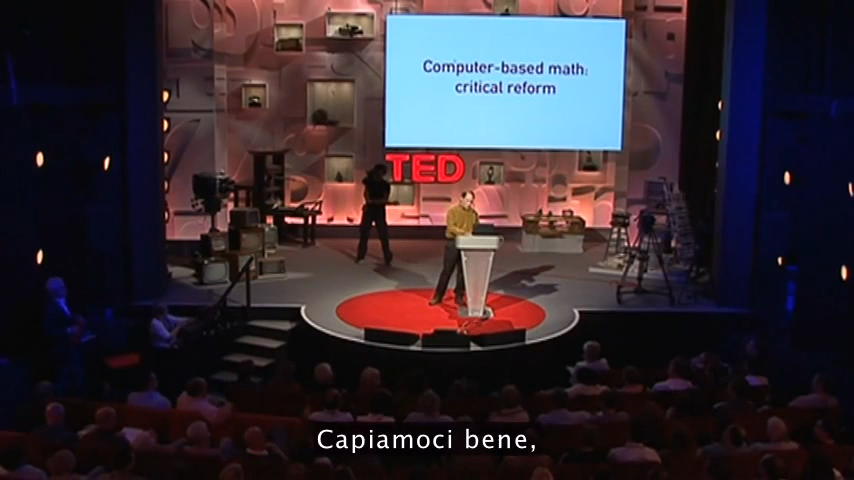 Computer-based math:
critical reform
TED
Capiamoci bene,